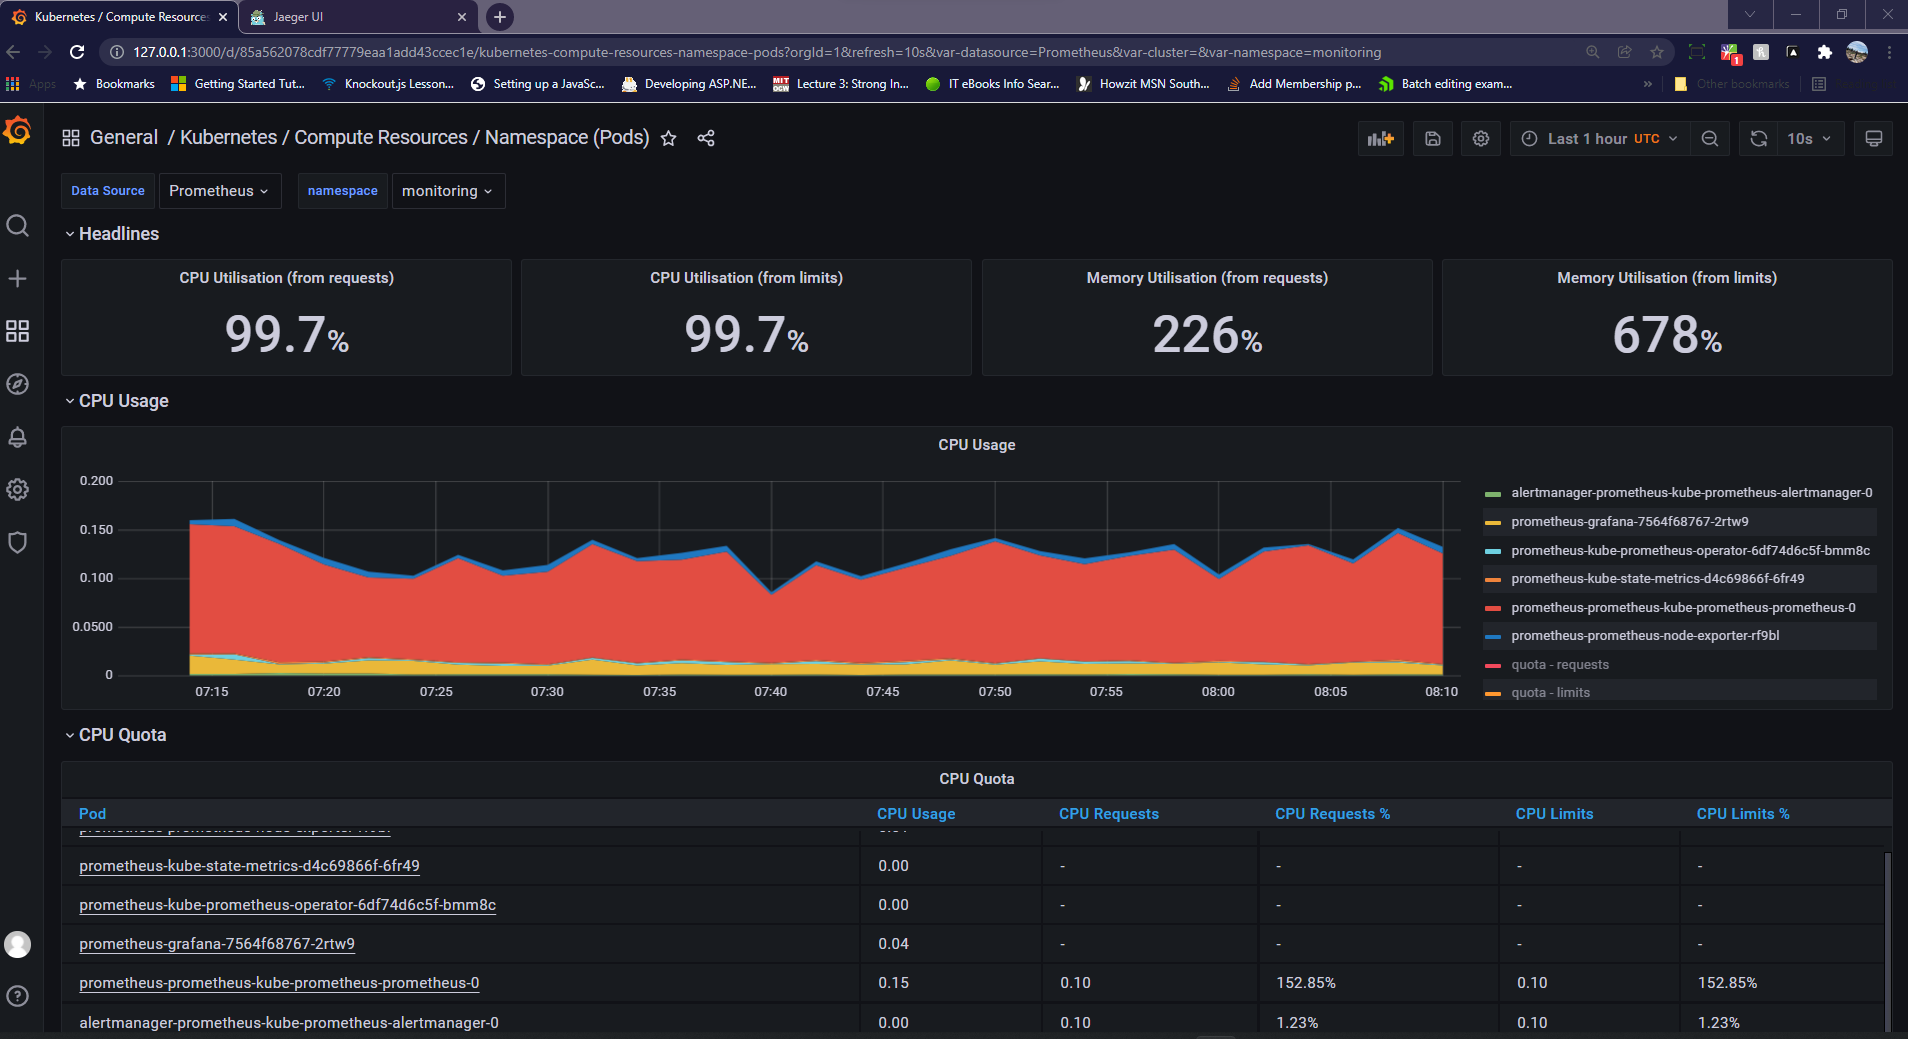 Kubernetes / Compute Resources
Jaeger UI
127.0.0.1:3000/d/85a562078cdf77779eaa1add43ccec1e/kubernetes-compute-resources-namespace-pods?orgId=1&refresh=10s&var-datasource=Prometheus&var-cluster=&var-namespace=monitoring
1
Apps
Bookmarks
Getting Started Tut...
Knockout.js Lesson...
Setting up a JavaSc...
Developing ASP.NE...
MIT OCW
Lecture 3: Strong In...
IT eBooks Info Sear...
Howzit MSN South...
Add Membership p...
Batch editing exam...
»
Other bookmarks
General / Kubernetes / Compute Resources / Namespace (Pods)
Last 1 hour UTC
10s
Data Source Prometheus
namespace monitoring
Headlines
CPU Utilisation (from requests)
99.7%
CPU Utilisation (from limits)
99.7%
Memory Utilisation (from requests)
226%
Memory Utilisation (from limits)
678%
CPU Usage
CPU Usage
0.200
0.150
0.100
0.0500
0
07:15 07:20 07:25 07:30 07:35 07:40 07:45 07:50 07:55 08:00 08:05 08:10
alertmanager-prometheus-kube-prometheus-alertmanager-0
prometheus-grafana-7564f68767-2rtw9
prometheus-kube-prometheus-operator-6df74d6c5f-bmm8c
prometheus-kube-state-metrics-d4c69866f-6fr49
prometheus-prometheus-kube-prometheus-prometheus-0
prometheus-prometheus-node-exporter-rf9bl
quota - requests
quota - limits
CPU Quota
CPU Quota
Pod CPU Usage CPU Requests CPU Requests % CPU Limits CPU Limits %
prometheus-kube-state-metrics-d4c69866f-6fr49 0.00 - - - -
prometheus-kube-prometheus-operator-6df74d6c5f-bmm8c 0.00 - - - -
prometheus-grafana-7564f68767-2rtw9 0.04 - - - -
prometheus-prometheus-kube-prometheus-prometheus-0 0.15 0.10 152.85% 0.10 152.85%
alertmanager-prometheus-kube-prometheus-alertmanager-0 0.00 0.10 1.23% 0.10 1.23%